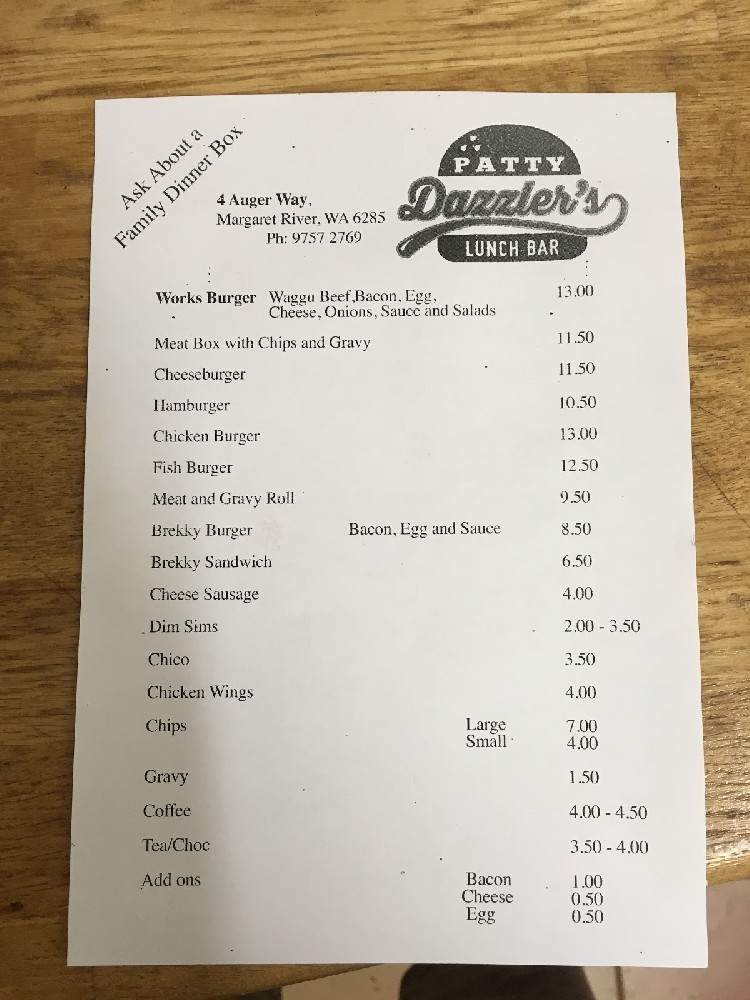 Ask About a
Family Dinner Box
4 Auger Way,
Margaret River, WA 6285
Ph: 9757 2769
PATTY
Dazzler's
LUNCH BAR
Works Burger Waggu Beef,Bacon, Egg, 13.00
Cheese, Onions, Sauce and Salads
Meat Box with Chips and Gravy 11.50
Cheeseburger 11.50
Hamburger 10.50
Chicken Burger 13.00
Fish Burger 12.50
Meat and Gravy Roll 9.50
Brekky Burger Bacon, Egg and Sauce 8.50
Brekky Sandwich 6.50
Cheese Sausage 4.00
Dim Sims 2.00 - 3.50
Chico 3.50
Chicken Wings 4.00
Chips Large 7.00
Small 4.00
Gravy 1.50
Coffee 4.00 - 4.50
Tea/Choc 3.50 - 4.00
Add ons Bacon 1.00
Cheese 0.50
Egg 0.50